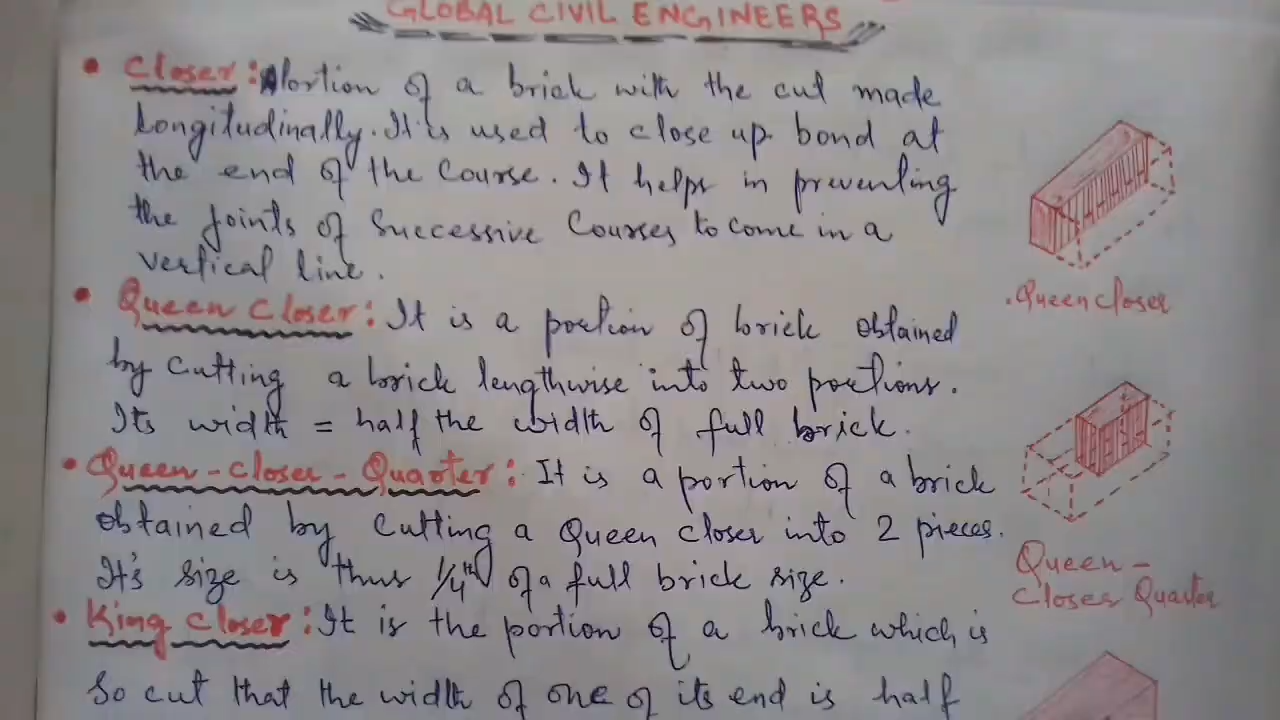 GLOBAL CIVIL ENGINEERS
• Closer: Portion of a brick with the cut made
longitudinally. It is used to close up bond at
the end of the Course. It helps in preventing
the joints of Successive Courses to come in a
vertical line.
• Queen Closer: It is a portion of brick obtained
by Cutting a brick lengthwise into two portions.
Its width = half the width of full brick.
• Queen-Closer-Quarter: It is a portion of a brick
obtained by Cutting a Queen Closer into 2 pieces.
It's size is thus 1/4th of a full brick size.
• King Closer: It is the portion of a brick which is
So cut that the width of one of its end is half
.Queen closer
Queen-
Closer Quarter